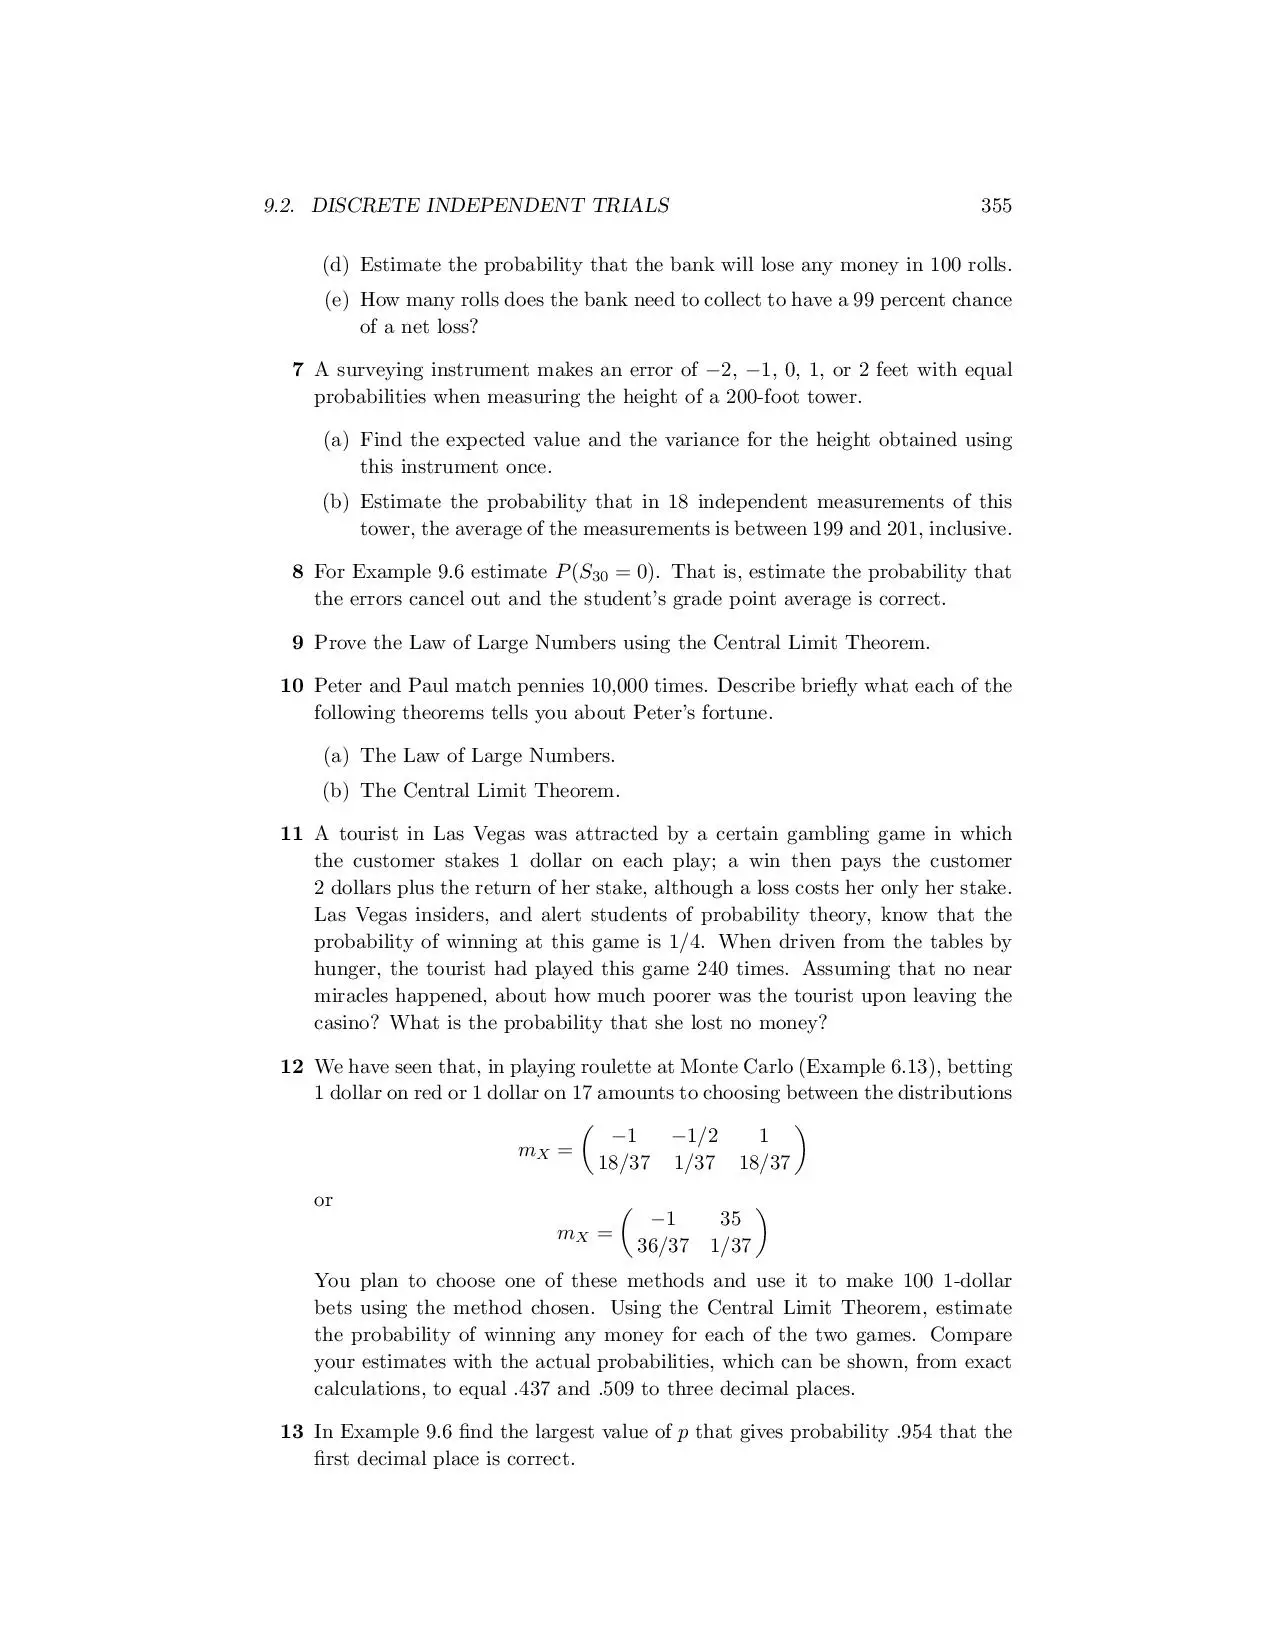 9.2. DISCRETE INDEPENDENT TRIALS 355
(d) Estimate the probability that the bank will lose any money in 100 rolls.
(e) How many rolls does the bank need to collect to have a 99 percent chance
of a net loss?
7 A surveying instrument makes an error of −2, −1, 0, 1, or 2 feet with equal
probabilities when measuring the height of a 200-foot tower.
(a) Find the expected value and the variance for the height obtained using
this instrument once.
(b) Estimate the probability that in 18 independent measurements of this
tower, the average of the measurements is between 199 and 201, inclusive.
8 For Example 9.6 estimate P(S₃₀ = 0). That is, estimate the probability that
the errors cancel out and the student's grade point average is correct.
9 Prove the Law of Large Numbers using the Central Limit Theorem.
10 Peter and Paul match pennies 10,000 times. Describe briefly what each of the
following theorems tells you about Peter's fortune.
(a) The Law of Large Numbers.
(b) The Central Limit Theorem.
11 A tourist in Las Vegas was attracted by a certain gambling game in which
the customer stakes 1 dollar on each play; a win then pays the customer
2 dollars plus the return of her stake, although a loss costs her only her stake.
Las Vegas insiders, and alert students of probability theory, know that the
probability of winning at this game is 1/4. When driven from the tables by
hunger, the tourist had played this game 240 times. Assuming that no near
miracles happened, about how much poorer was the tourist upon leaving the
casino? What is the probability that she lost no money?
12 We have seen that, in playing roulette at Monte Carlo (Example 6.13), betting
1 dollar on red or 1 dollar on 17 amounts to choosing between the distributions
−1 −1/2 1
m_X =
18/37 1/37 18/37
or
−1 35
m_X =
36/37 1/37
You plan to choose one of these methods and use it to make 100 1-dollar
bets using the method chosen. Using the Central Limit Theorem, estimate
the probability of winning any money for each of the two games. Compare
your estimates with the actual probabilities, which can be shown, from exact
calculations, to equal .437 and .509 to three decimal places.
13 In Example 9.6 find the largest value of p that gives probability .954 that the
first decimal place is correct.